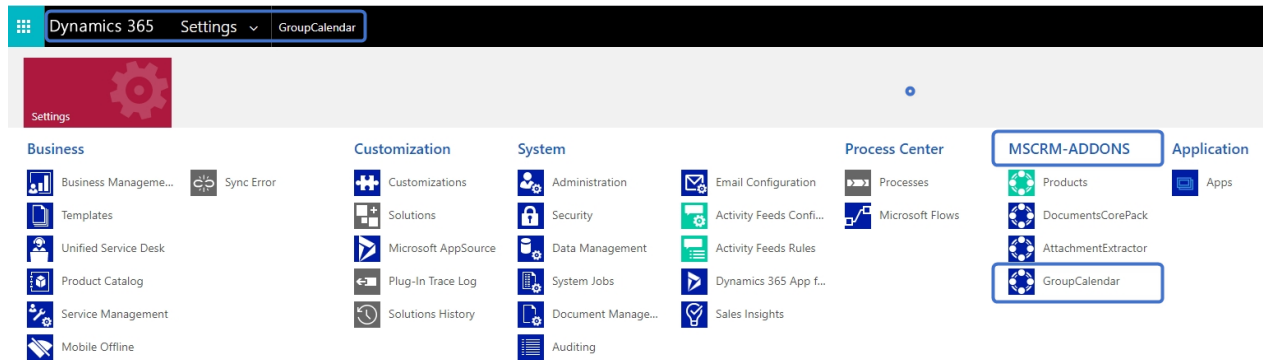 Dynamics 365 Settings GroupCalendar
Settings
Business
Business Manageme...
Sync Error
Templates
Unified Service Desk
Product Catalog
Service Management
Mobile Offline
Customization
Customizations
Solutions
Microsoft AppSource
Plug-In Trace Log
Solutions History
System
Administration
Security
Data Management
System Jobs
Document Manage...
Auditing
Email Configuration
Activity Feeds Confi...
Activity Feeds Rules
Dynamics 365 App f...
Sales Insights
Process Center
Processes
Microsoft Flows
MSCRM-ADDONS
Products
DocumentsCorePack
AttachmentExtractor
GroupCalendar
Application
Apps